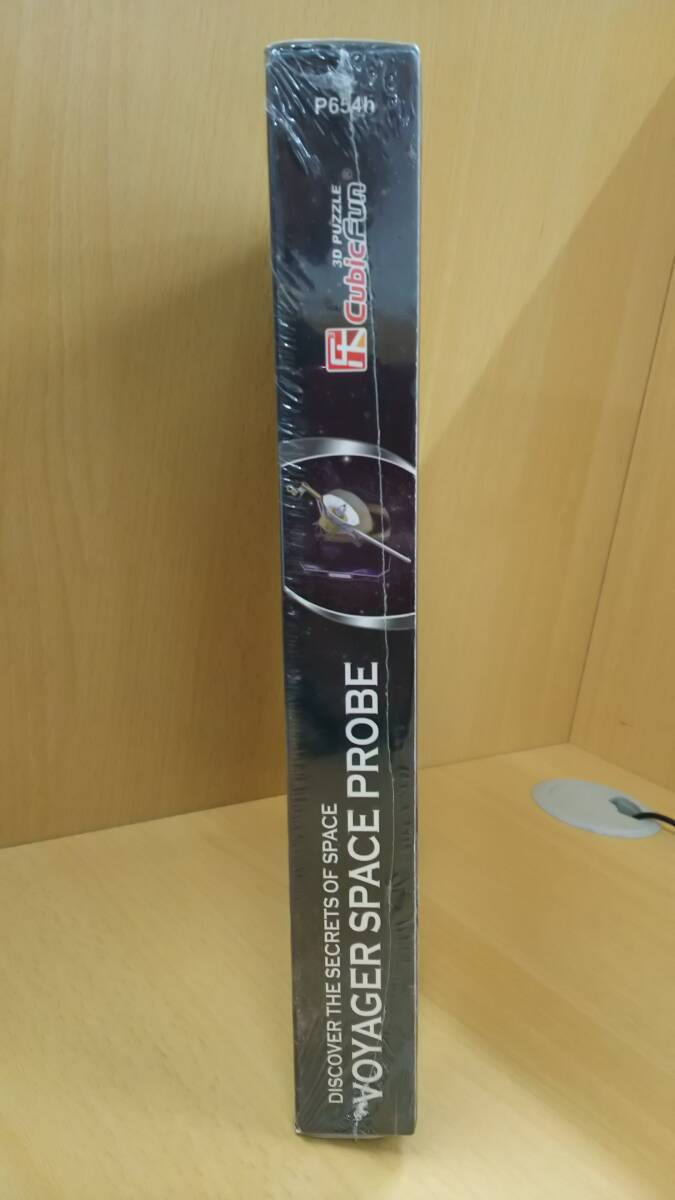 P654h
3D PUZZLE
CubicFun®
DISCOVER THE SECRETS OF SPACE
VOYAGER SPACE PROBE